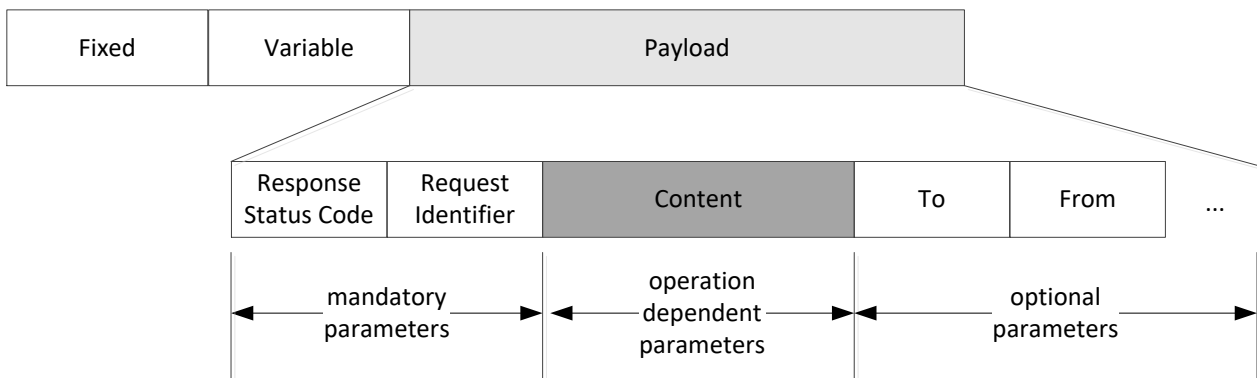 Fixed
Variable
Payload
Response
Status Code
Request
Identifier
Content
To
From
...
mandatory
parameters
operation
dependent
parameters
optional
parameters